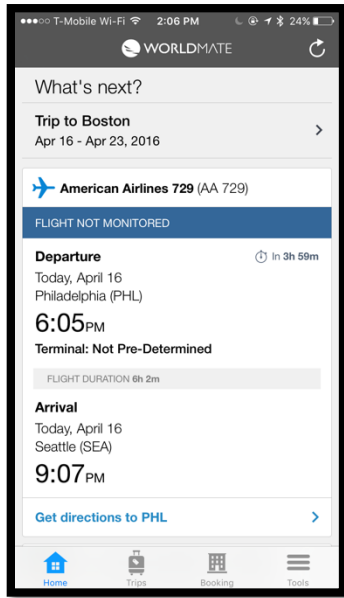 T-Mobile Wi-Fi 2:06 PM 24%
WORLDMATE
What's next?
Trip to Boston
Apr 16 - Apr 23, 2016
American Airlines 729 (AA 729)
FLIGHT NOT MONITORED
Departure In 3h 59m
Today, April 16
Philadelphia (PHL)
6:05PM
Terminal: Not Pre-Determined
FLIGHT DURATION 6h 2m
Arrival
Today, April 16
Seattle (SEA)
9:07PM
Get directions to PHL
Home Trips Booking Tools